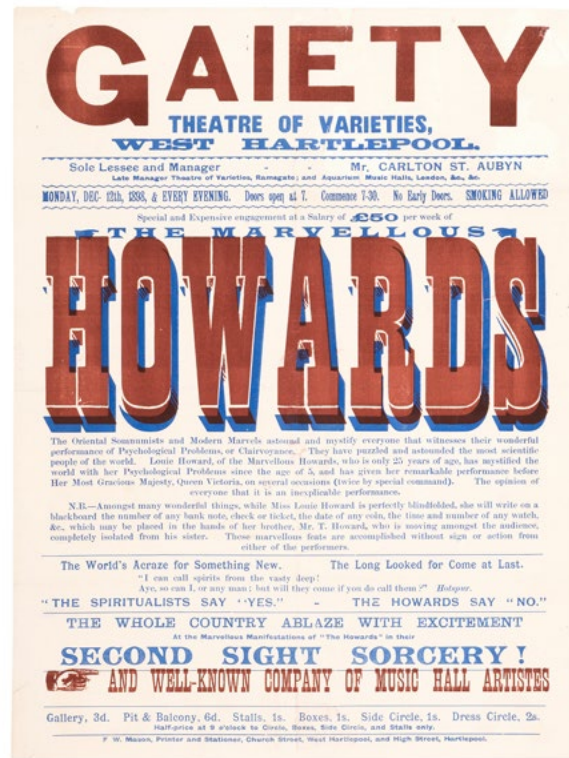 GAIETY
THEATRE OF VARIETIES,
WEST HARTLEPOOL.
Sole Lessee and Manager - - Mr. CARLTON ST. AUBYN
Late Manager Theatre of Varieties, Ramsgate; and Aquarium Music Halls, London, &c., &c.
MONDAY, DEC. 12th, 1898, & EVERY EVENING. Doors open at 7. Commence 7-30. No Early Doors. SMOKING ALLOWED
Special and Expensive engagement at a Salary of £50 per week of
THE MARVELLOUS
HOWARDS
The Oriental Somnumists and Modern Marvels astound and mystify everyone that witnesses their wonderful
performance of Psychological Problems, or Clairvoyance. They have puzzled and astounded the most scientific
people of the world. Louie Howard, of the Marvellous Howards, who is only 25 years of age, has mystified the
world with her Psychological Problems since the age of 5, and has given her remarkable performance before
Her Most Gracious Majesty, Queen Victoria, on several occasions (twice by special command). The opinion of
everyone that it is an inexplicable performance.
N.B.—Amongst many wonderful things, while Miss Louie Howard is perfectly blindfolded, she will write on a
blackboard the number of any bank note, check or ticket, the date of any coin, the time and number of any watch,
&c., which may be placed in the hands of her brother, Mr. T. Howard, who is moving amongst the audience,
completely isolated from his sister. These marvellous feats are accomplished without sign or action from
either of the performers.
The World's Acraze for Something New. The Long Looked for Come at Last.
"I can call spirits from the vasty deep!
Aye, so can I, or any man; but will they come if you do call them?" Hotspur.
"THE SPIRITUALISTS SAY "YES." - THE HOWARDS SAY "NO."
THE WHOLE COUNTRY ABLAZE WITH EXCITEMENT
At the Marvellous Manifestations of "The Howards" in their
SECOND SIGHT SORCERY!
AND WELL-KNOWN COMPANY OF MUSIC HALL ARTISTES
Gallery, 3d. Pit & Balcony, 6d. Stalls, 1s. Boxes, 1s. Side Circle, 1s. Dress Circle, 2s.
Half-price at 9 o'clock to Circle, Boxes, Side Circle, and Stalls only.
F. W. Mason, Printer and Stationer, Church Street, West Hartlepool, and High Street, Hartlepool.